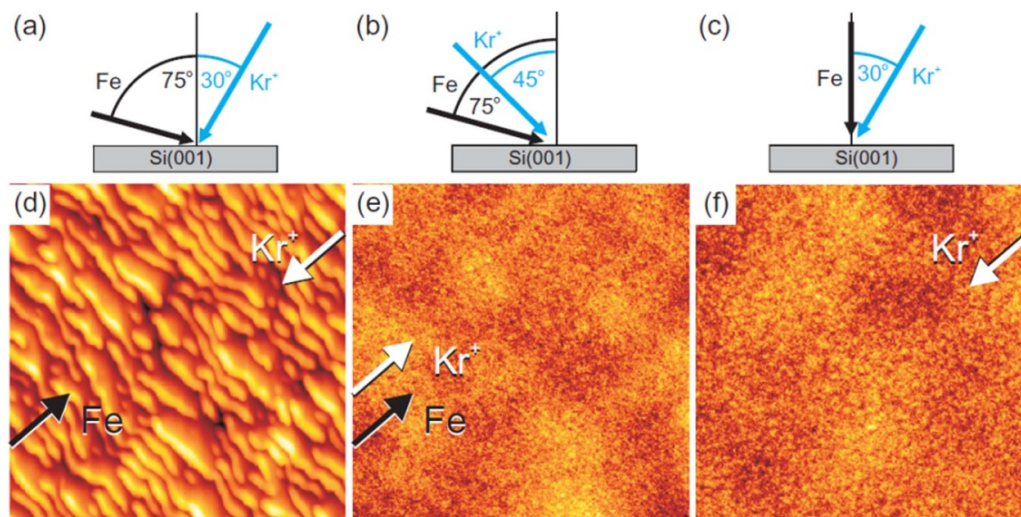 (a)
Fe
75°
30°
Kr⁺
Si(001)
(b)
Kr⁺
Fe
45°
75°
Si(001)
(c)
Fe
30°
Kr⁺
Si(001)
(d)
Kr⁺
Fe
(e)
Kr⁺
Fe
(f)
Kr⁺